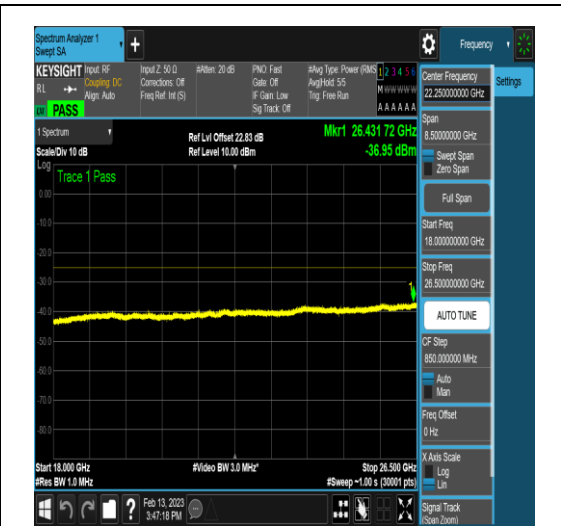 Spectrum Analyzer 1
Swept SA
+
Frequency
KEYSIGHT
RL
PASS
Input: RF
Coupling: DC
Align: Auto
Input Z: 50 Ω
Corrections: Off
Freq Ref: Int (S)
#Atten: 20 dB
PNO: Fast
Gate: Off
IF Gain: Low
Sig Track: Off
#Avg Type: Power (RMS
Avg|Hold: 5/5
Trig: Free Run
1 2 3 4 5 6
M W W W W W
A A A A A A
1 Spectrum
Scale/Div 10 dB
Ref Lvl Offset 22.83 dB
Ref Level 10.00 dBm
Mkr1 26.431 72 GHz
-36.95 dBm
Log
Trace 1 Pass
0.00
-10.0
-20.0
-30.0
-40.0
-50.0
-60.0
-70.0
-80.0
1
Start 18.000 GHz
#Res BW 1.0 MHz
#Video BW 3.0 MHz*
Stop 26.500 GHz
#Sweep ~1.00 s (30001 pts)
Feb 13, 2023
3:47:18 PM
Center Frequency
22.250000000 GHz
Settings
Span
8.50000000 GHz
Swept Span
Zero Span
Full Span
Start Freq
18.000000000 GHz
Stop Freq
26.500000000 GHz
AUTO TUNE
CF Step
850.000000 MHz
Auto
Man
Freq Offset
0 Hz
X Axis Scale
Log
Lin
Signal Track
(Span Zoom)